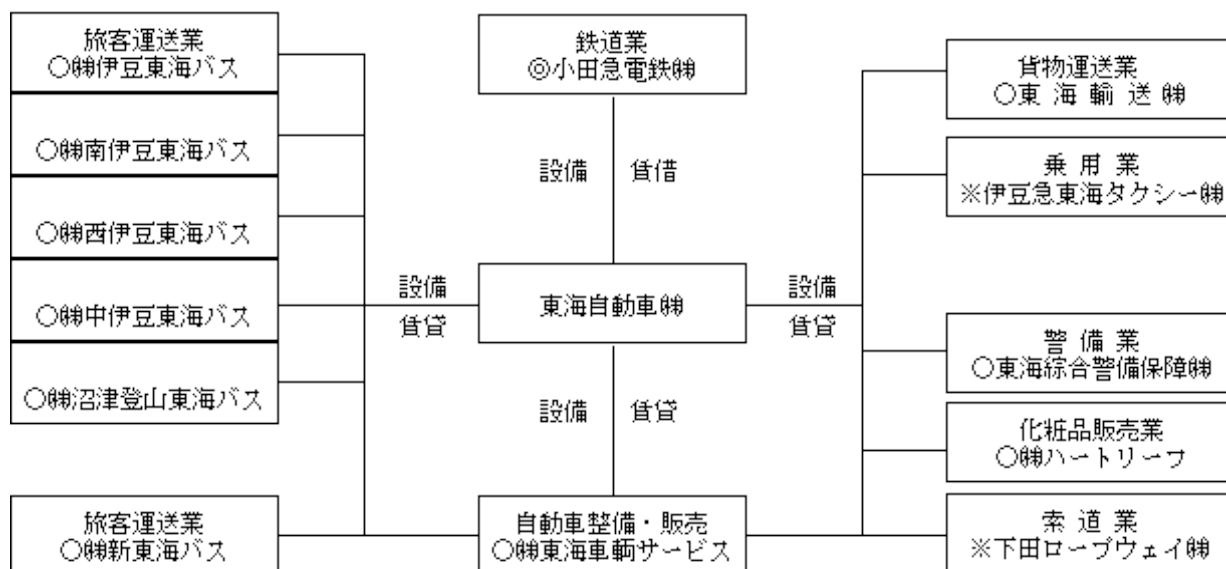 旅客運送業
○㈱伊豆東海バス
○㈱南伊豆東海バス
○㈱西伊豆東海バス
○㈱中伊豆東海バス
○㈱沼津登山東海バス
旅客運送業
○㈱新東海バス
設備
賃貸
鉄道業
◎小田急電鉄㈱
設備 賃借
東海自動車㈱
設備 賃貸
自動車整備・販売
○㈱東海車輌サービス
設備
賃貸
貨物運送業
○東海輸送㈱
乗用業
※伊豆急東海タクシー㈱
警備業
○東海綜合警備保障㈱
化粧品販売業
○㈱ハートリーフ
索道業
※下田ロープウェイ㈱